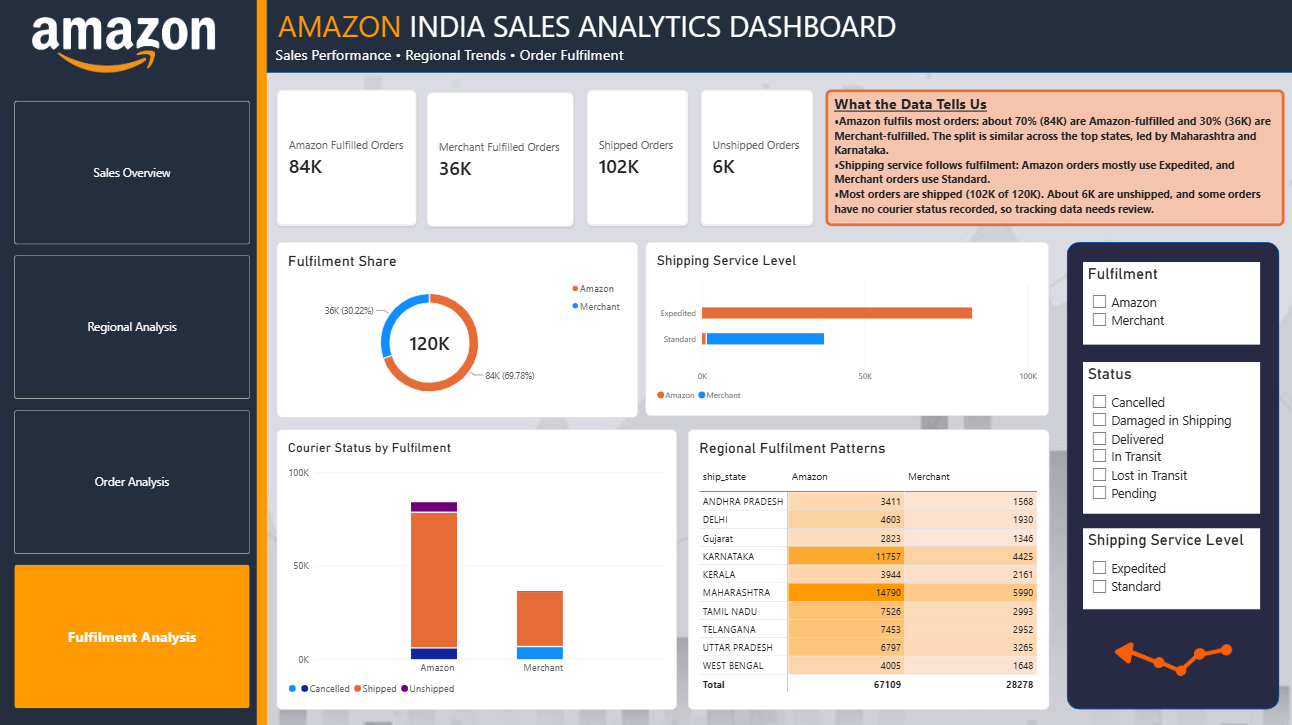 amazon
AMAZON INDIA SALES ANALYTICS DASHBOARD
Sales Performance • Regional Trends • Order Fulfilment
Sales Overview
Regional Analysis
Order Analysis
Fulfilment Analysis
Amazon Fulfilled Orders
84K
Merchant Fulfilled Orders
36K
Shipped Orders
102K
Unshipped Orders
6K
What the Data Tells Us
•Amazon fulfils most orders: about 70% (84K) are Amazon-fulfilled and 30% (36K) are
Merchant-fulfilled. The split is similar across the top states, led by Maharashtra and
Karnataka.
•Shipping service follows fulfilment: Amazon orders mostly use Expedited, and
Merchant orders use Standard.
•Most orders are shipped (102K of 120K). About 6K are unshipped, and some orders
have no courier status recorded, so tracking data needs review.
Fulfilment Share
Amazon
Merchant
36K (30.22%)
120K
84K (69.78%)
Shipping Service Level
Expedited
Standard
0K 50K 100K
Amazon Merchant
Courier Status by Fulfilment
100K
50K
0K
Amazon Merchant
Cancelled Shipped Unshipped
Regional Fulfilment Patterns
ship_state Amazon Merchant
ANDHRA PRADESH 3411 1568
DELHI 4603 1930
Gujarat 2823 1346
KARNATAKA 11757 4425
KERALA 3944 2161
MAHARASHTRA 14790 5990
TAMIL NADU 7526 2993
TELANGANA 7453 2952
UTTAR PRADESH 6797 3265
WEST BENGAL 4005 1648
Total 67109 28278
Fulfilment
Amazon
Merchant
Status
Cancelled
Damaged in Shipping
Delivered
In Transit
Lost in Transit
Pending
Shipping Service Level
Expedited
Standard